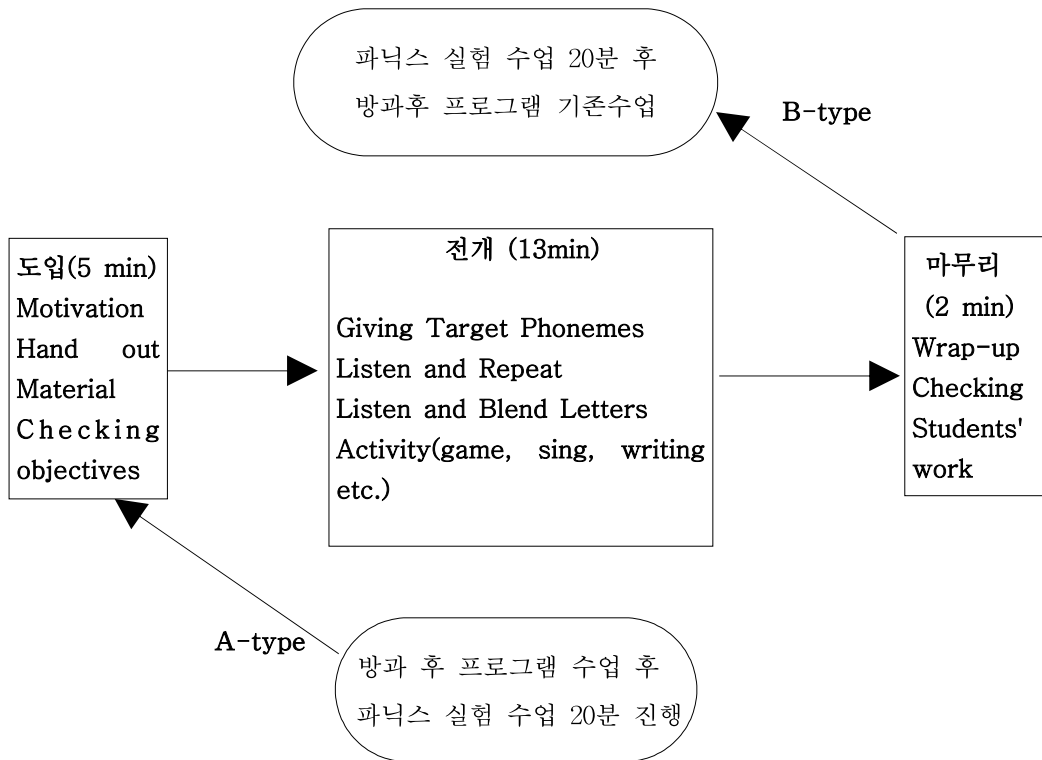 파닉스 실험 수업 20분 후
방과후 프로그램 기존수업
B-type
도입(5 min)
Motivation
Hand out
Material
Checking
objectives
전개 (13min)
Giving Target Phonemes
Listen and Repeat
Listen and Blend Letters
Activity(game, sing, writing
etc.)
마무리
(2 min)
Wrap-up
Checking
Students'
work
A-type
방과 후 프로그램 수업 후
파닉스 실험 수업 20분 진행